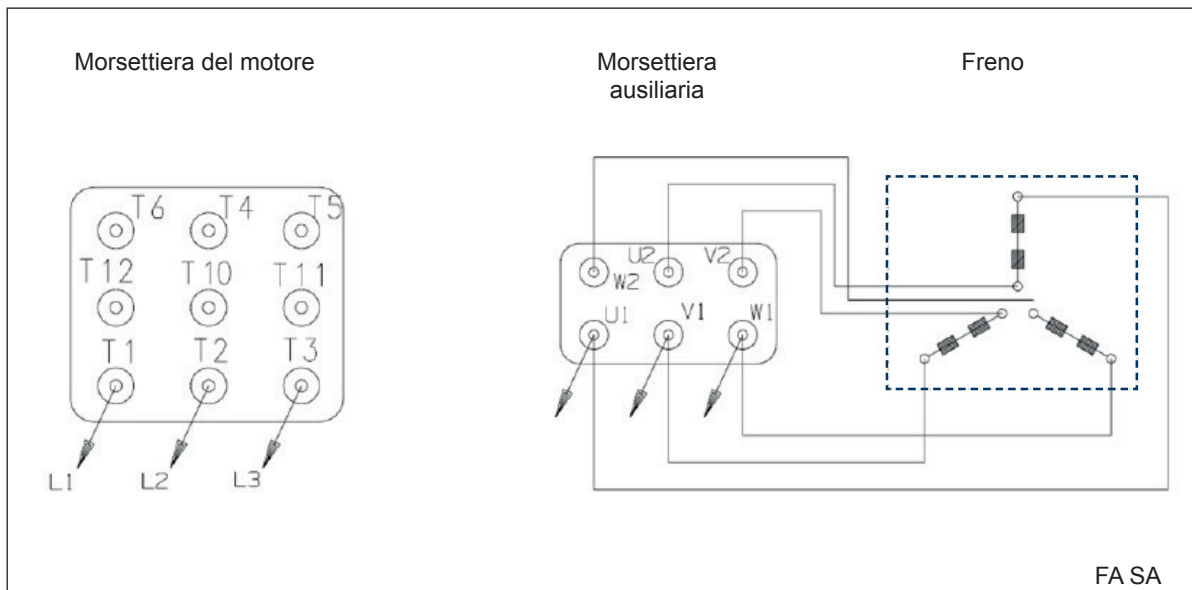 Morsettiera del motore
Morsettiera
ausiliaria
Freno
T6 T4 T5
T12 T10 T11
T1 T2 T3
L1 L2 L3
W2 U2 V2
U1 V1 W1
FA SA